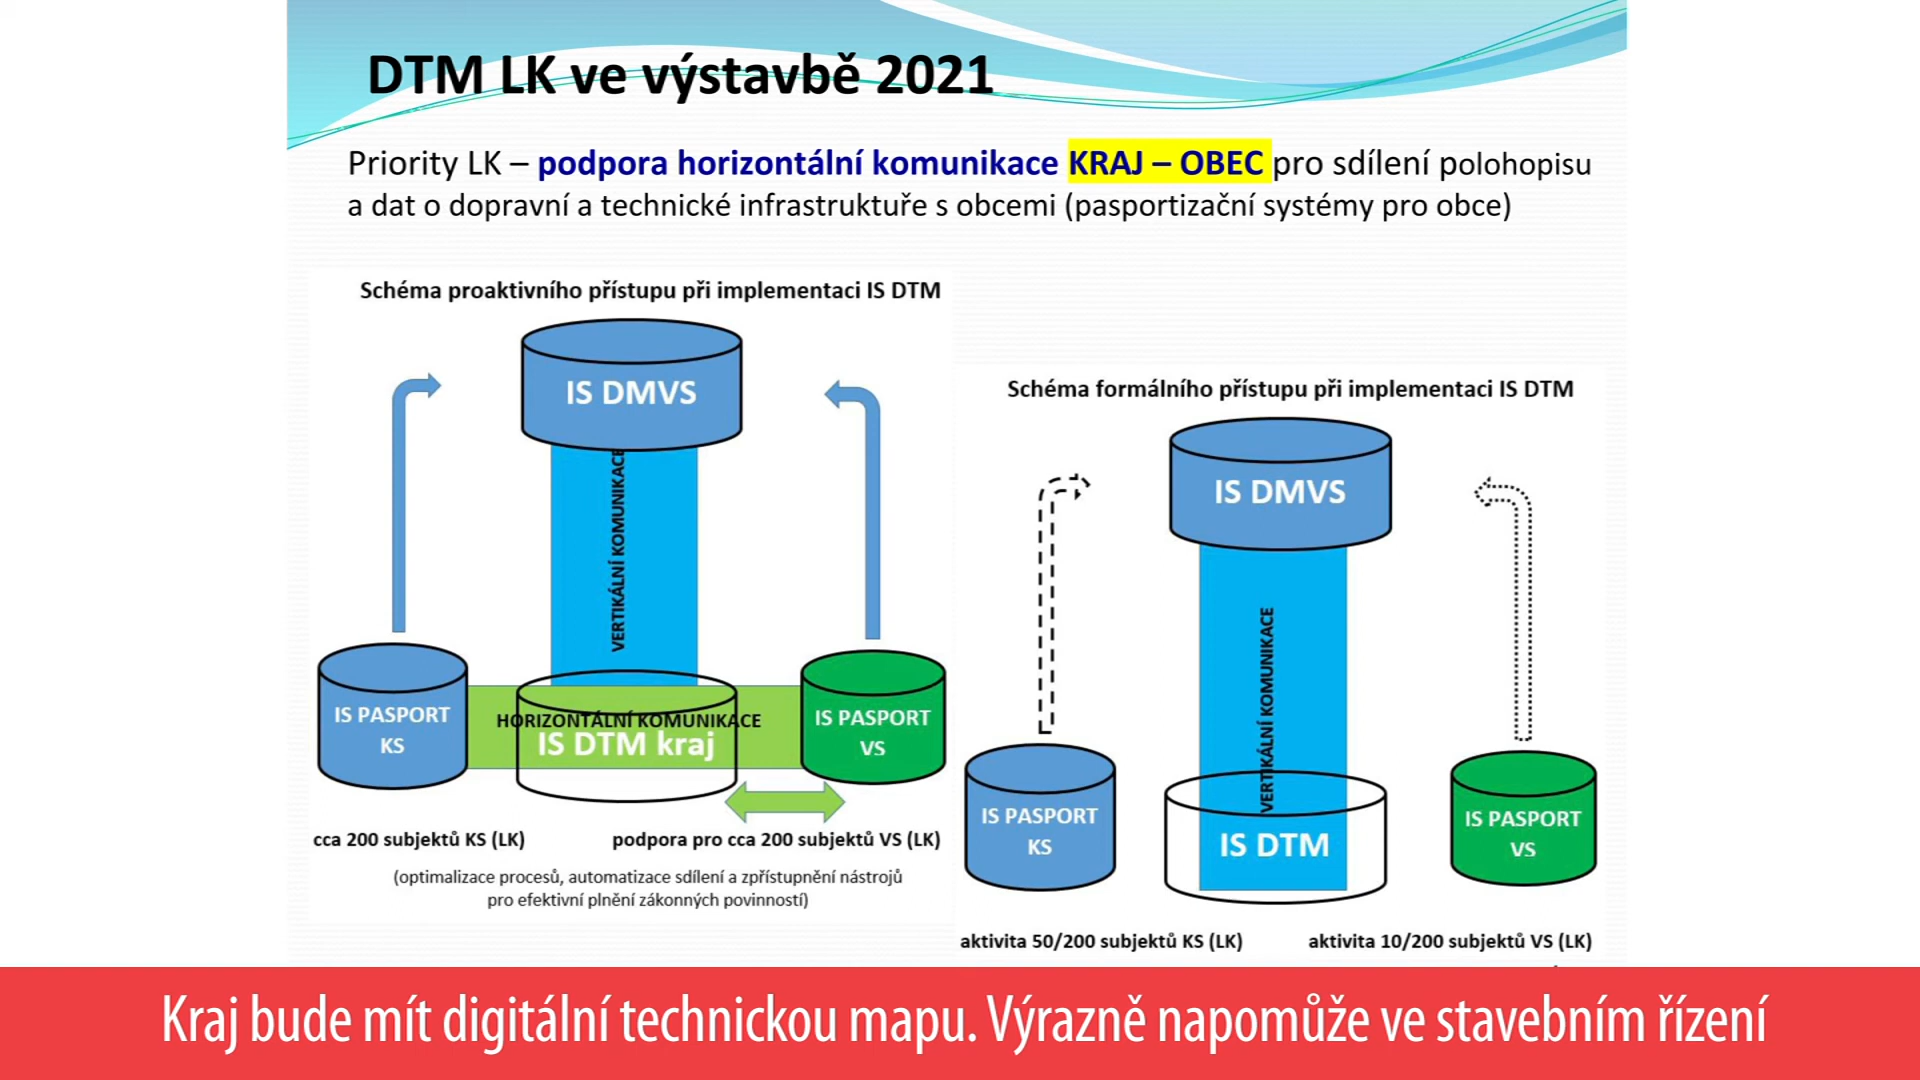 DTM LK ve výstavbě 2021
Priority LK – podpora horizontální komunikace KRAJ – OBEC pro sdílení polohopisu
a dat o dopravní a technické infrastruktuře s obcemi (pasportizační systémy pro obce)
Schéma proaktivního přístupu při implementaci IS DTM
IS DMVS
VERTIKÁLNÍ KOMUNIKACE
IS PASPORT
KS
HORIZONTÁLNÍ KOMUNIKACE
IS DTM kraj
IS PASPORT
VS
cca 200 subjektů KS (LK)
podpora pro cca 200 subjektů VS (LK)
(optimalizace procesů, automatizace sdílení a zpřístupnění nástrojů
pro efektivní plnění zákonných povinností)
Schéma formálního přístupu při implementaci IS DTM
IS DMVS
VERTIKÁLNÍ KOMUNIKACE
IS PASPORT
KS
IS DTM
IS PASPORT
VS
aktivita 50/200 subjektů KS (LK)
aktivita 10/200 subjektů VS (LK)
Kraj bude mít digitální technickou mapu. Výrazně napomůže ve stavebním řízení